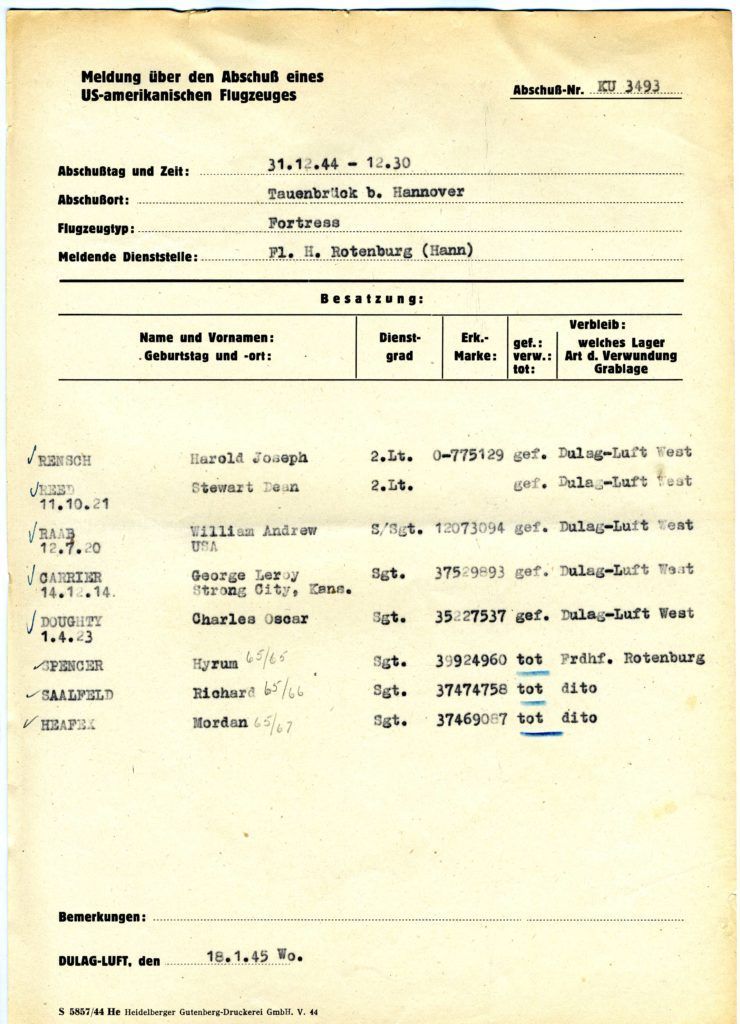 Meldung über den Abschuß eines
US-amerikanischen Flugzeuges
Abschuß-Nr. KU 3493
Abschußtag und Zeit: 31.12.44 - 12.30
Abschußort: Tauenbrück b. Hannover
Flugzeugtyp: Fortress
Meldende Dienststelle: Fl. H. Rotenburg (Hann)
Besatzung:
Name und Vornamen: Dienst- Erk.- Verbleib:
Geburtstag und -ort: grad Marke: gef.: welches Lager
verw.: Art d. Verwundung
tot: Grablage
RENSCH Harold Joseph 2.Lt. 0-775129 gef. Dulag-Luft West
REED Stewart Dean 2.Lt. gef. Dulag-Luft West
11.10.21
RAAB William Andrew S/Sgt. 12073094 gef. Dulag-Luft West
12.7.20 USA
CARRIER George Leroy Sgt. 37529893 gef. Dulag-Luft West
14.12.14. Strong City, Kans.
DOUGHTY Charles Oscar Sgt. 35227537 gef. Dulag-Luft West
1.4.23
SPENCER Hyrum 65/65 Sgt. 39924960 tot Frdhf. Rotenburg
SAALFELD Richard 65/66 Sgt. 37474758 tot dito
Mordan 65/67 Sgt. 37469087 tot dito
Bemerkungen:
DULAG-LUFT, den 18.1.45 Wo.
S 5857/44 He Heidelberger Gutenberg-Druckerei GmbH. V. 44